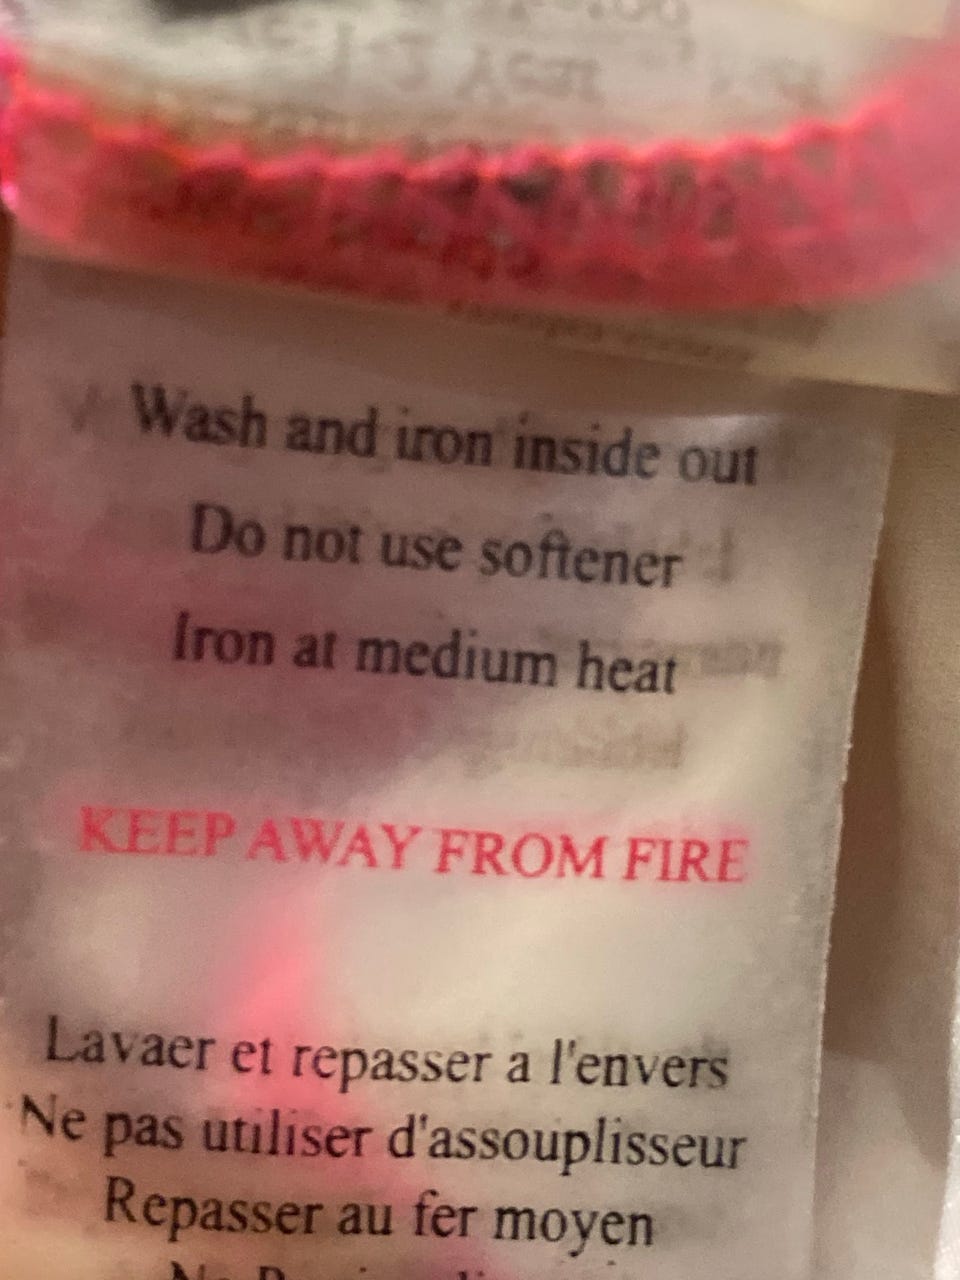 Wash and iron inside out
Do not use softener
Iron at medium heat
KEEP AWAY FROM FIRE
Lavaer et repasser a l'envers
Ne pas utiliser d'assouplisseur
Repasser au fer moyen